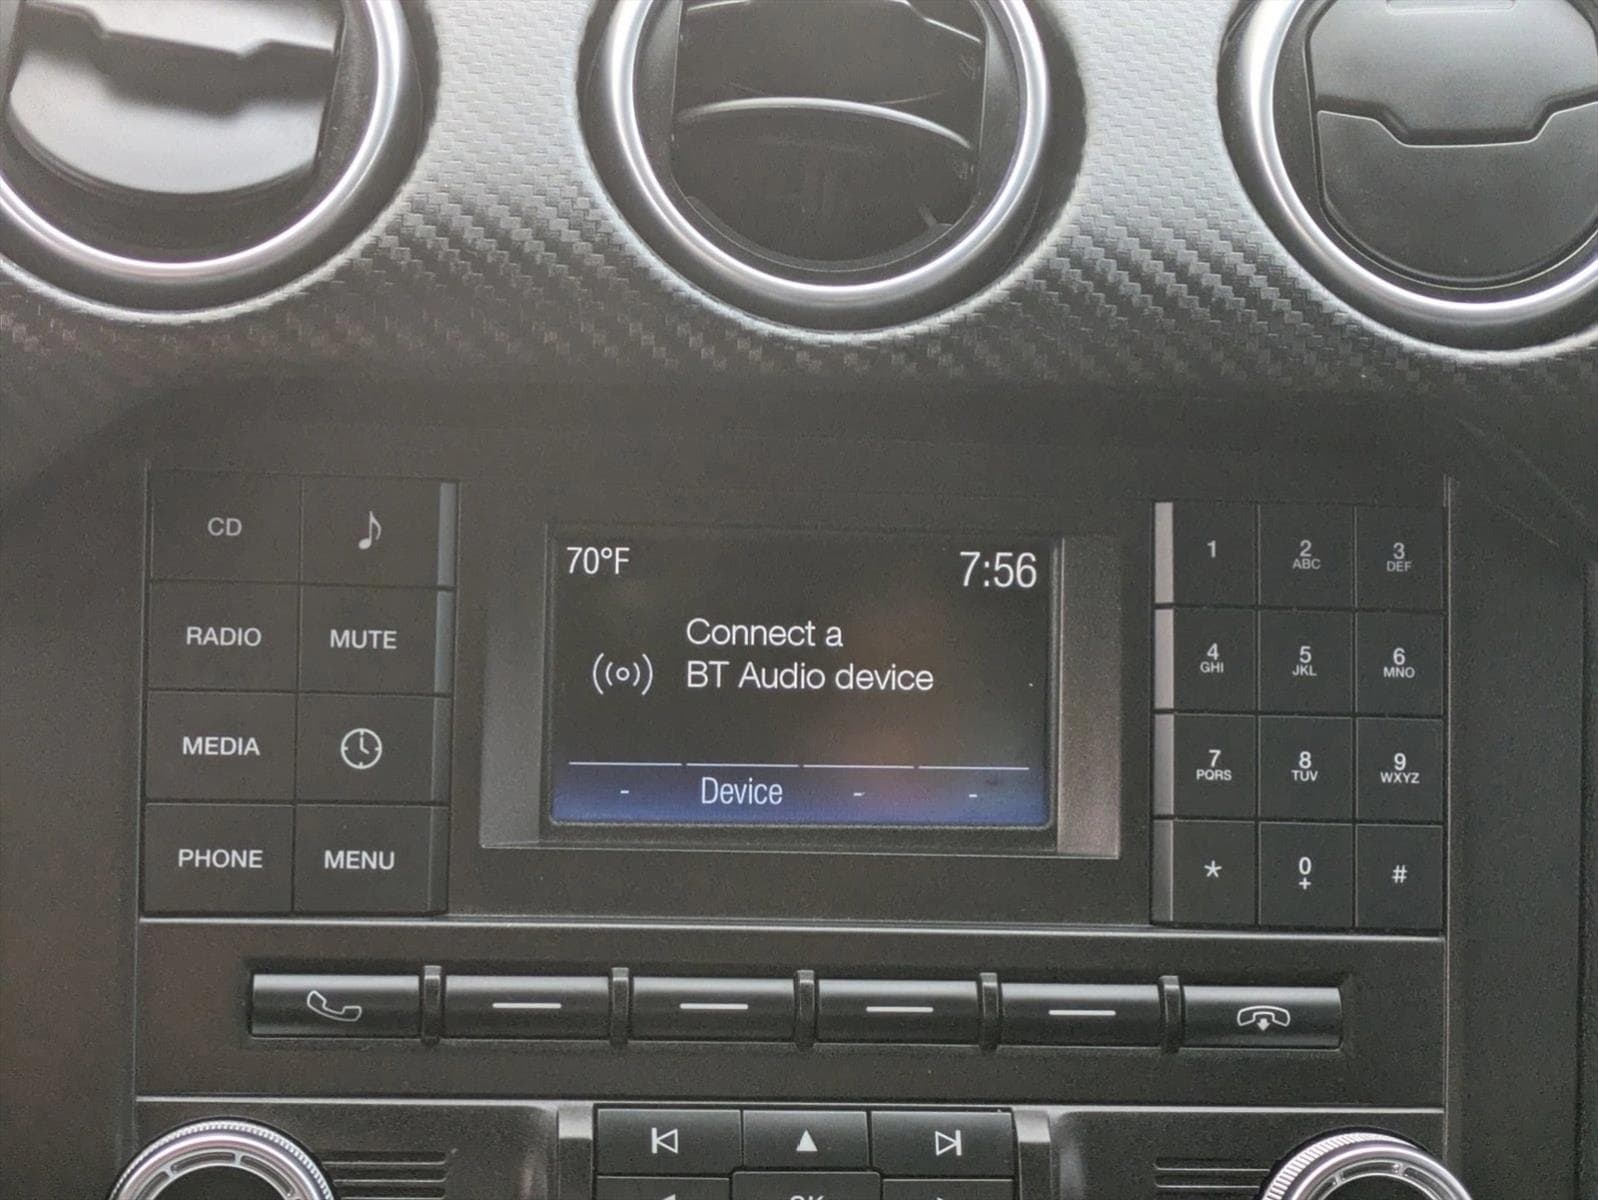 CD
RADIO MUTE
MEDIA
PHONE MENU
70°F 7:56
Connect a
BT Audio device
- Device - -
1 2 ABC 3 DEF
4 GHI 5 JKL 6 MNO
7 PQRS 8 TUV 9 WXYZ
* 0 + #
OK